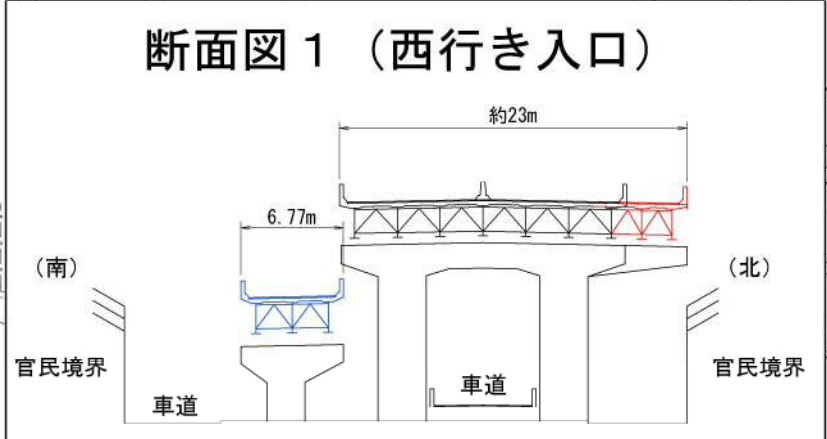 断面図１（西行き入口）
約23m
6.77m
（南）
（北）
官民境界
官民境界
車道
車道